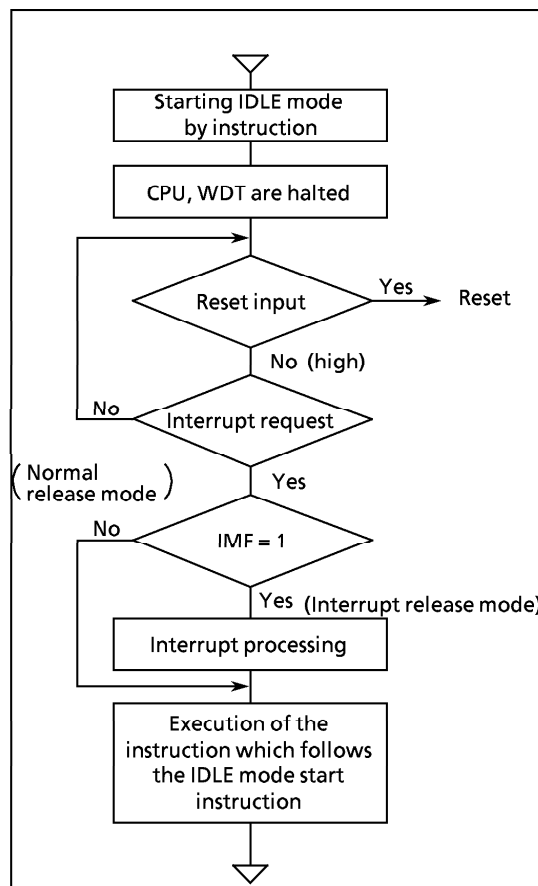 Starting IDLE mode
by instruction
CPU, WDT are halted
Reset input
Yes
Reset
No (high)
No
Interrupt request
(Normal
release mode)
Yes
No
IMF = 1
Yes (Interrupt release mode)
Interrupt processing
Execution of the
instruction which follows
the IDLE mode start
instruction